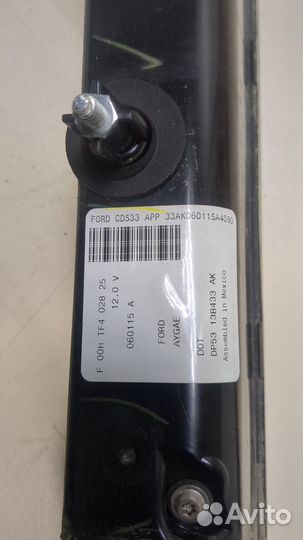 FORD CD533 APP 33AK060115A4090
F 00H TF4 028 25
12.0 V
060115 A
FORD
AYGAE
DOT
DP53 13B433 AK
Assembled in Mexico
Avito